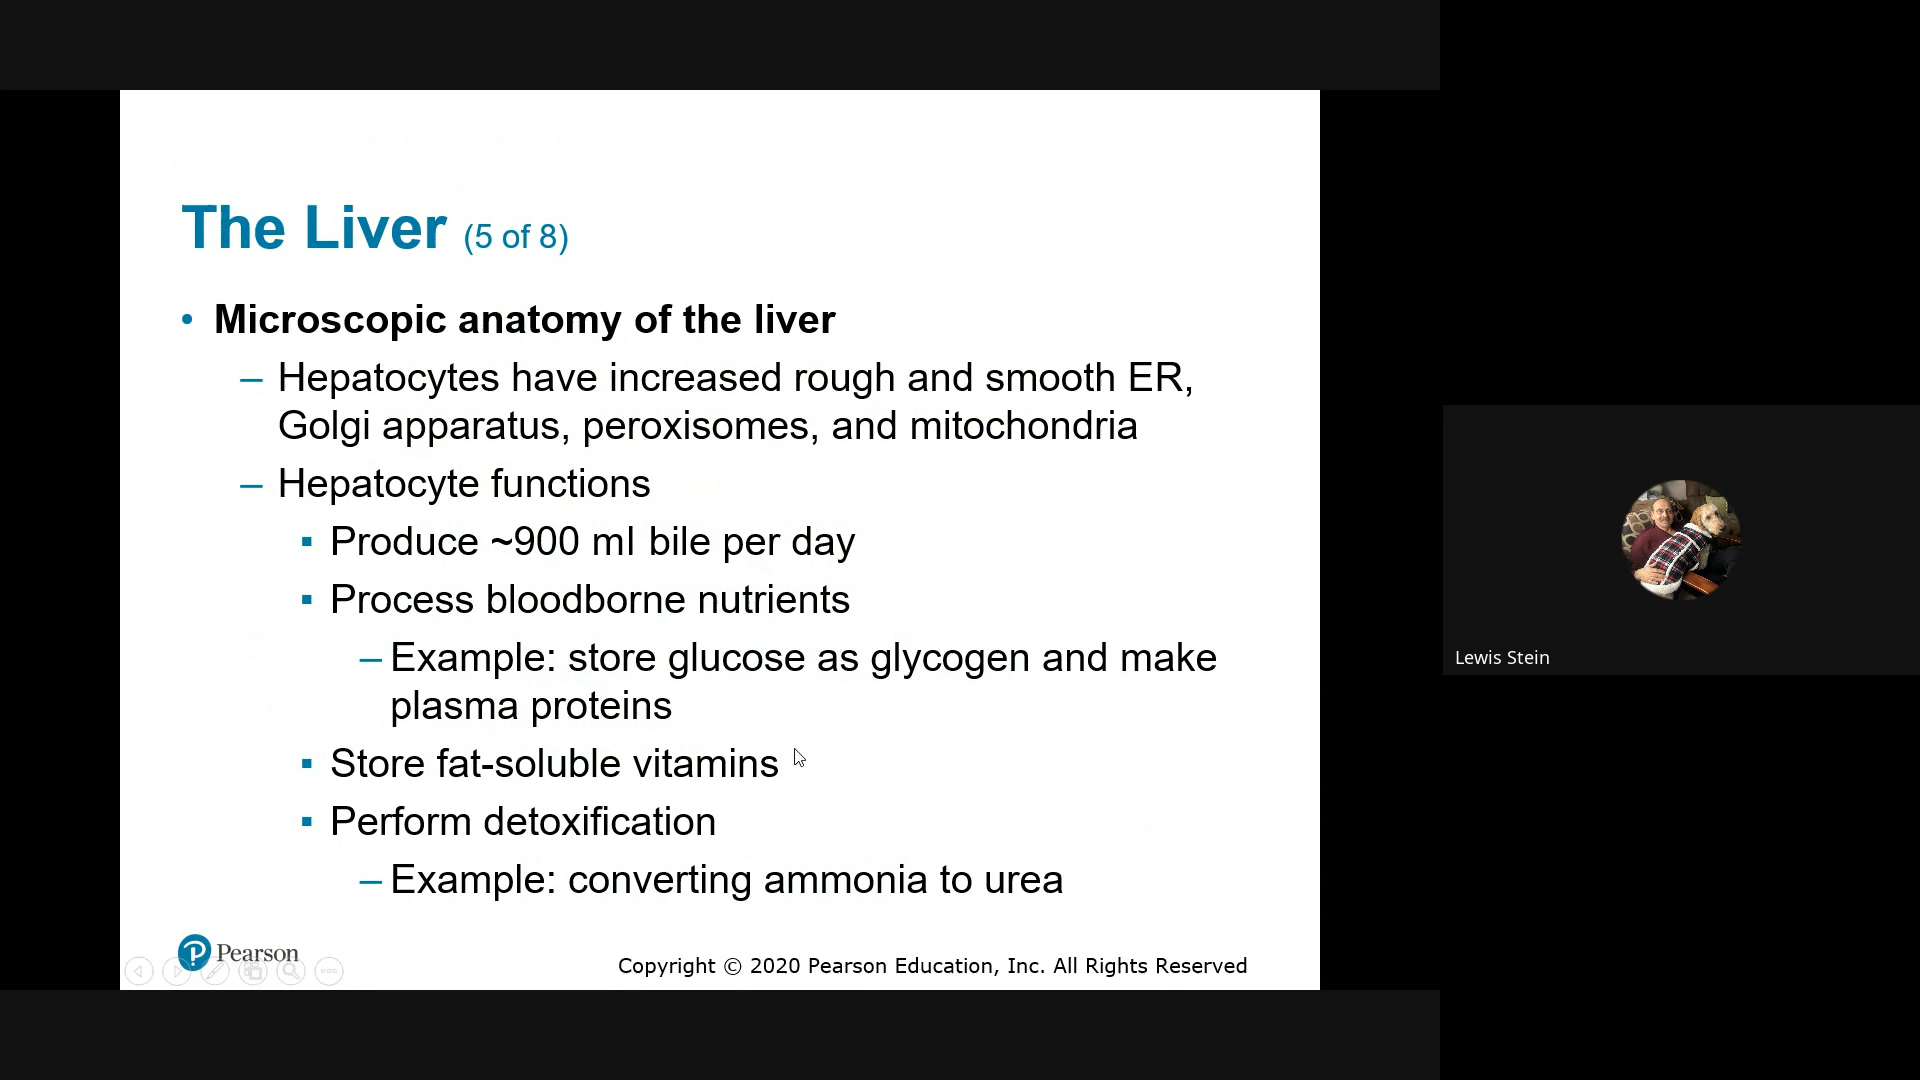 The Liver (5 of 8)
• Microscopic anatomy of the liver
– Hepatocytes have increased rough and smooth ER,
Golgi apparatus, peroxisomes, and mitochondria
– Hepatocyte functions
▪ Produce ~900 ml bile per day
▪ Process bloodborne nutrients
– Example: store glucose as glycogen and make
plasma proteins
▪ Store fat-soluble vitamins
▪ Perform detoxification
– Example: converting ammonia to urea
Pearson
Copyright © 2020 Pearson Education, Inc. All Rights Reserved
Lewis Stein